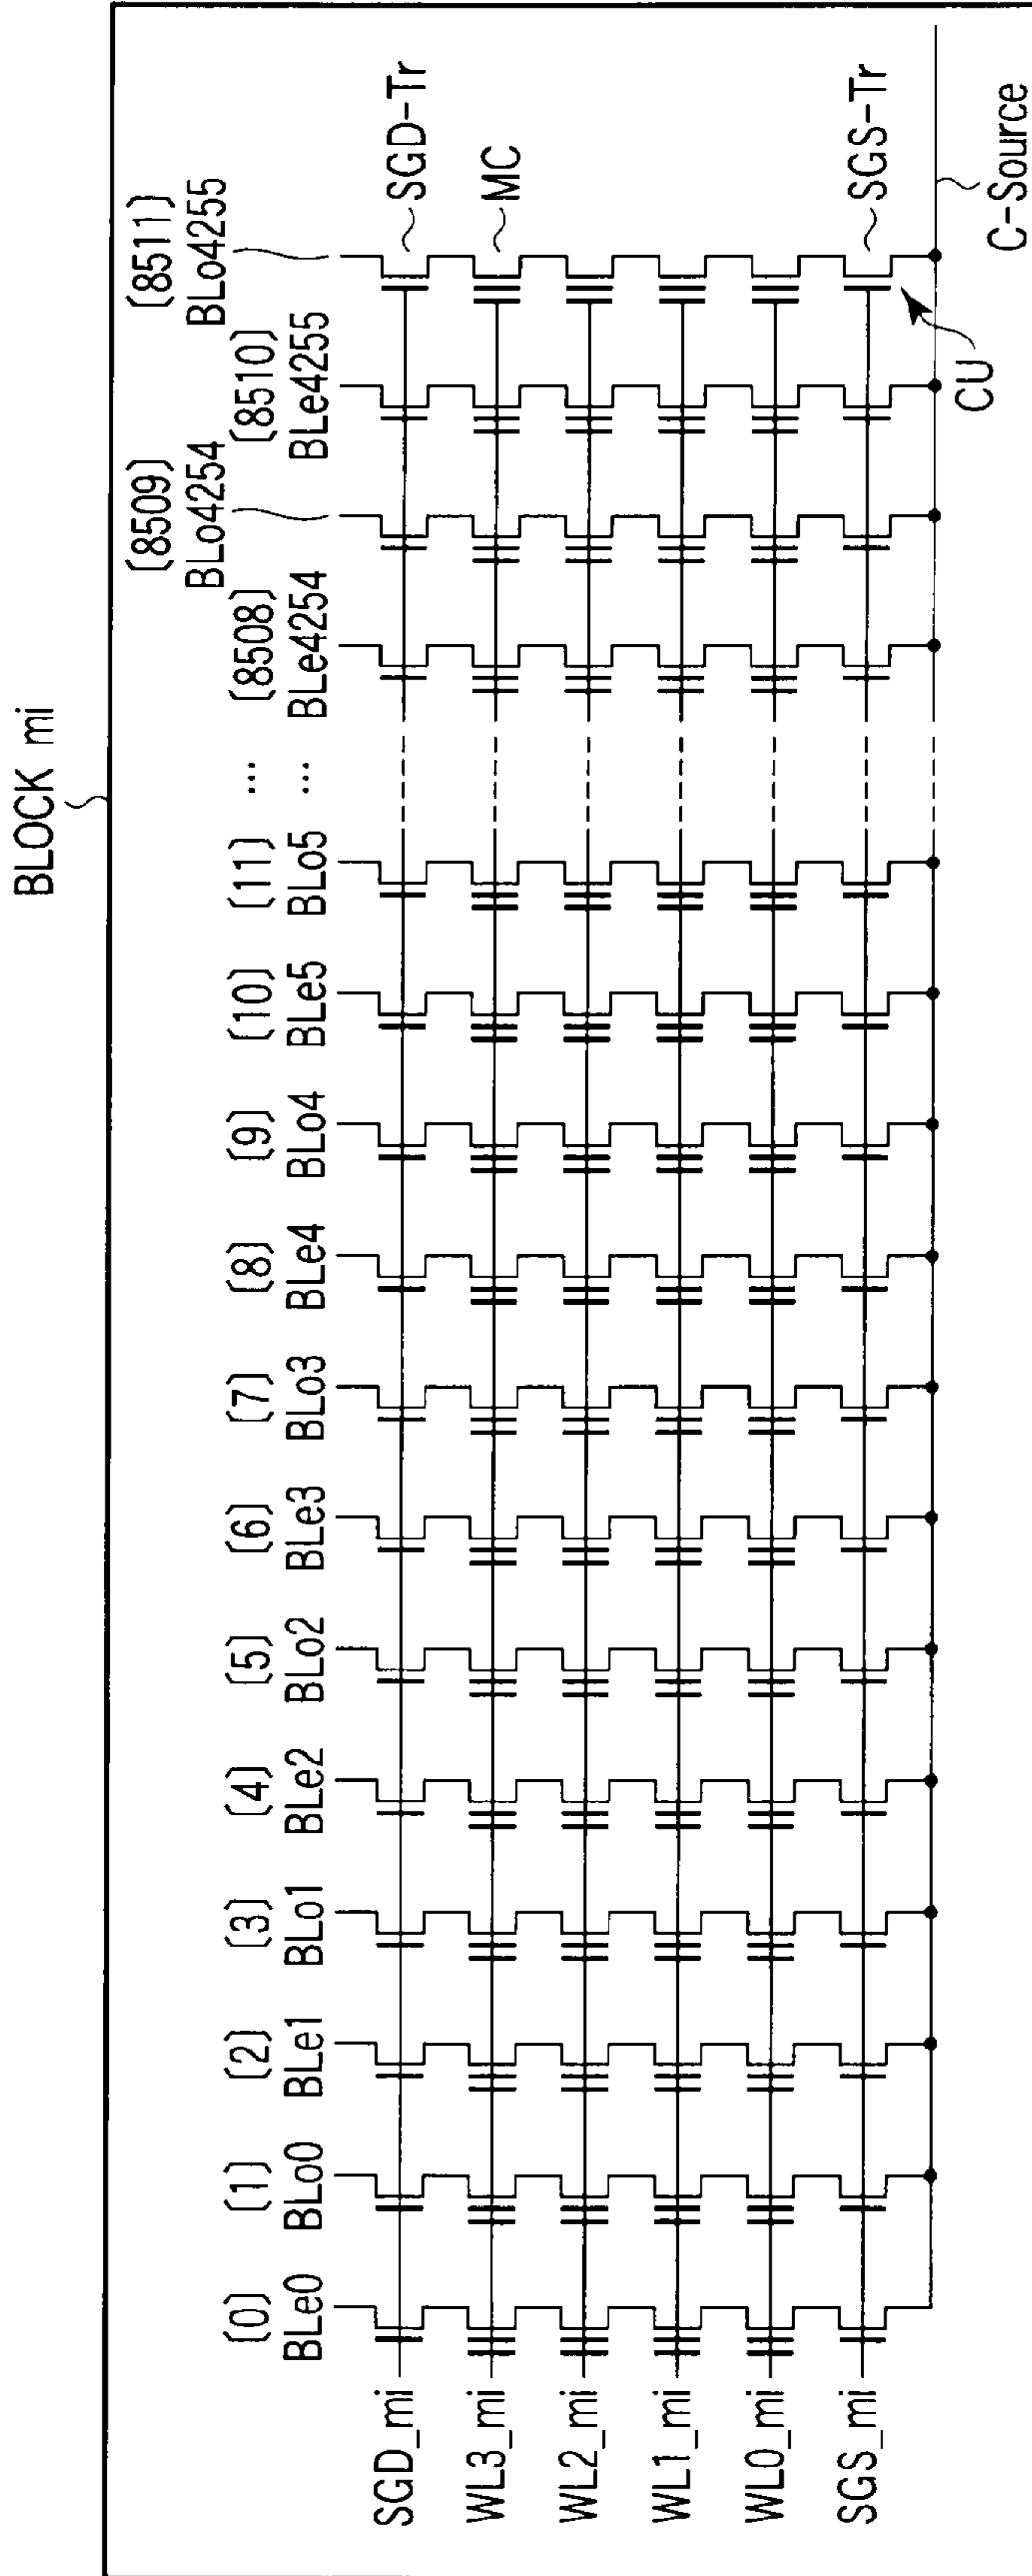 BLOCK mi
(0) (1) (2) (3) (4) (5) (6) (7) (8) (9) (10) (11) ... (8508) (8509) (8510) (8511)
BLe0 BLo0 BLe1 BLo1 BLe2 BLo2 BLe3 BLo3 BLe4 BLo4 BLe5 BLo5 ... BLe4254 BLo4254 BLe4255 BLo4255
SGD_mi
SGD-Tr
WL3_mi
MC
WL2_mi
WL1_mi
WL0_mi
SGS_mi
SGS-Tr
CU
C-Source